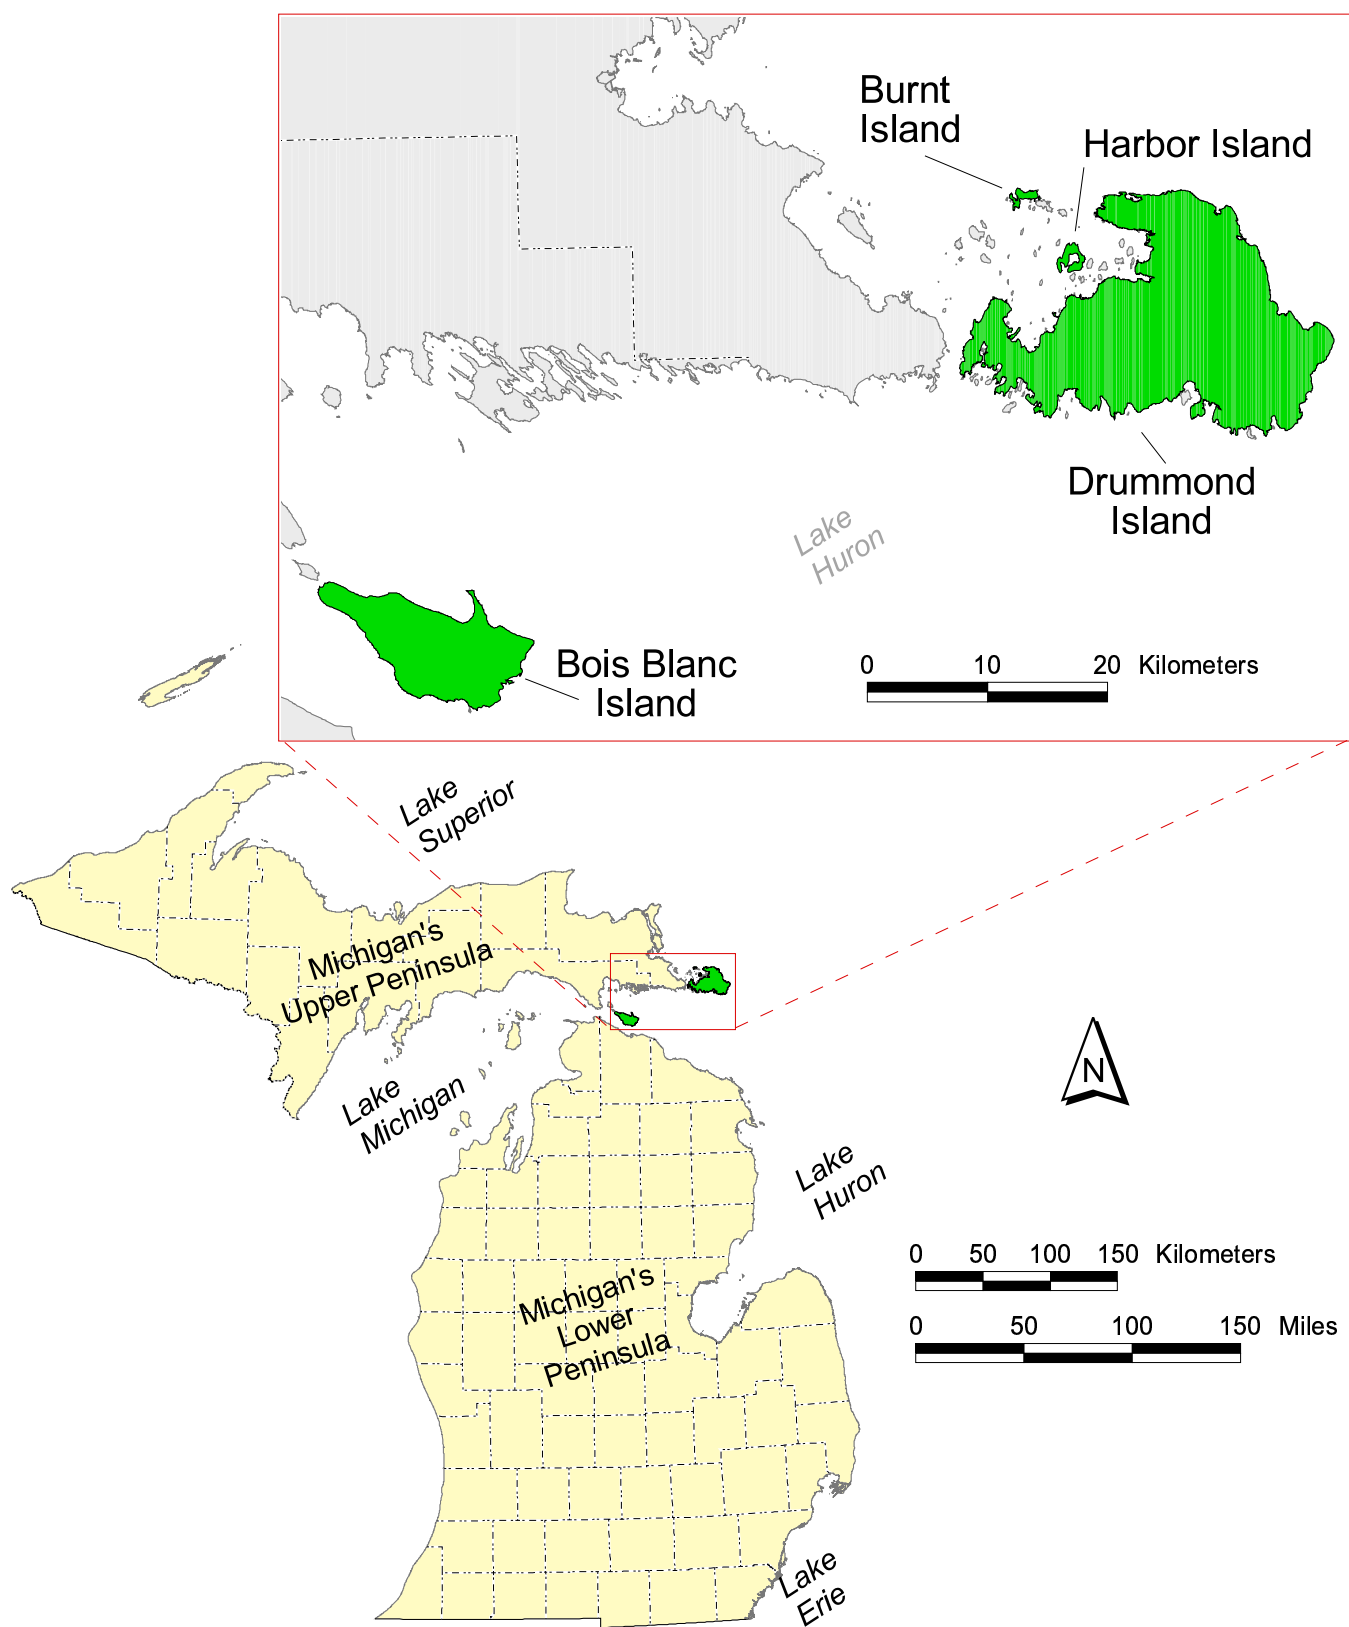 Burnt
Island
Harbor Island
Drummond
Island
Lake
Huron
Bois Blanc
Island
0 10 20 Kilometers
Lake
Superior
Michigan's
Upper Peninsula
Lake
Michigan
N
Lake
Huron
0 50 100 150 Kilometers
0 50 100 150 Miles
Michigan's
Lower
Peninsula
Lake
Erie